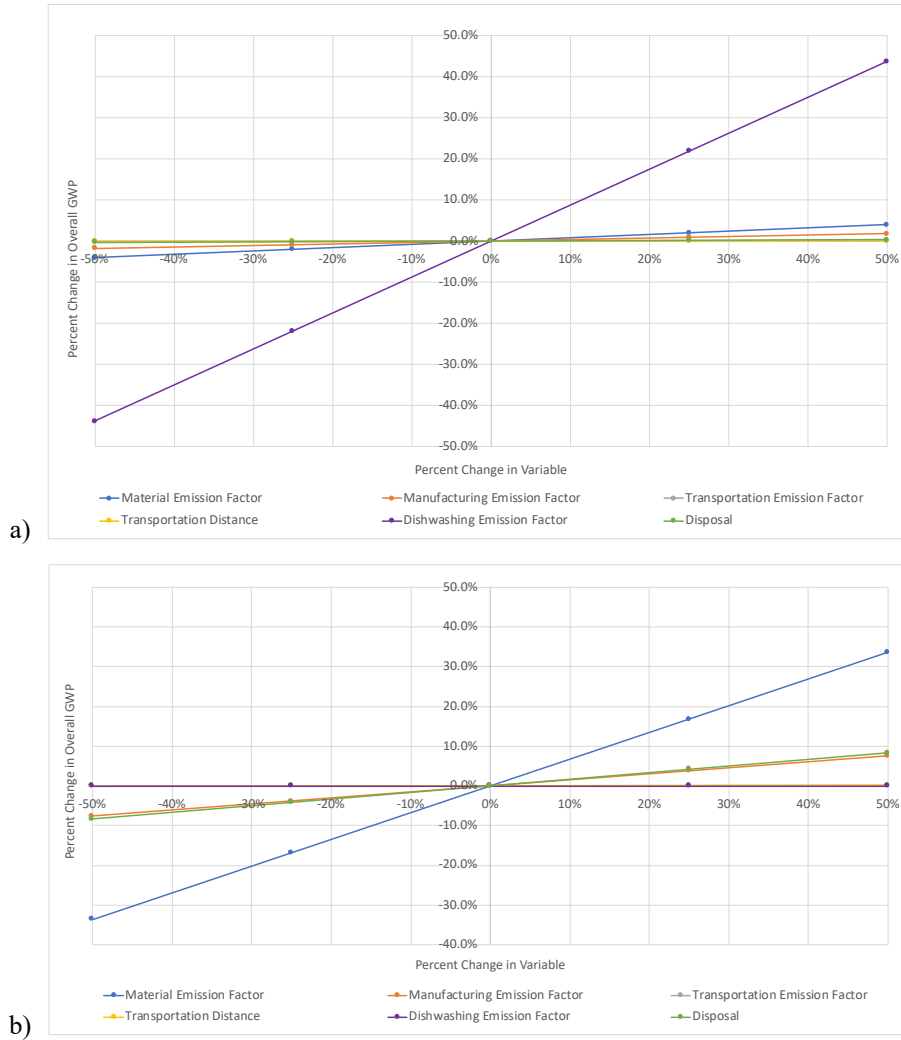 50.0%
40.0%
30.0%
20.0%
10.0%
0.0%
-50% -40% -30% -20% -10% 0% 10% 20% 30% 40% 50%
-10.0%
-20.0%
-30.0%
-40.0%
-50.0%
Percent Change in Overall GWP
Percent Change in Variable
Material Emission Factor Manufacturing Emission Factor Transportation Emission Factor
Transportation Distance Dishwashing Emission Factor Disposal
a)
50.0%
40.0%
30.0%
20.0%
10.0%
0.0%
-50% -40% -30% -20% -10% 0% 10% 20% 30% 40% 50%
-10.0%
-20.0%
-30.0%
-40.0%
Percent Change in Overall GWP
Percent Change in Variable
Material Emission Factor Manufacturing Emission Factor Transportation Emission Factor
Transportation Distance Dishwashing Emission Factor Disposal
b)